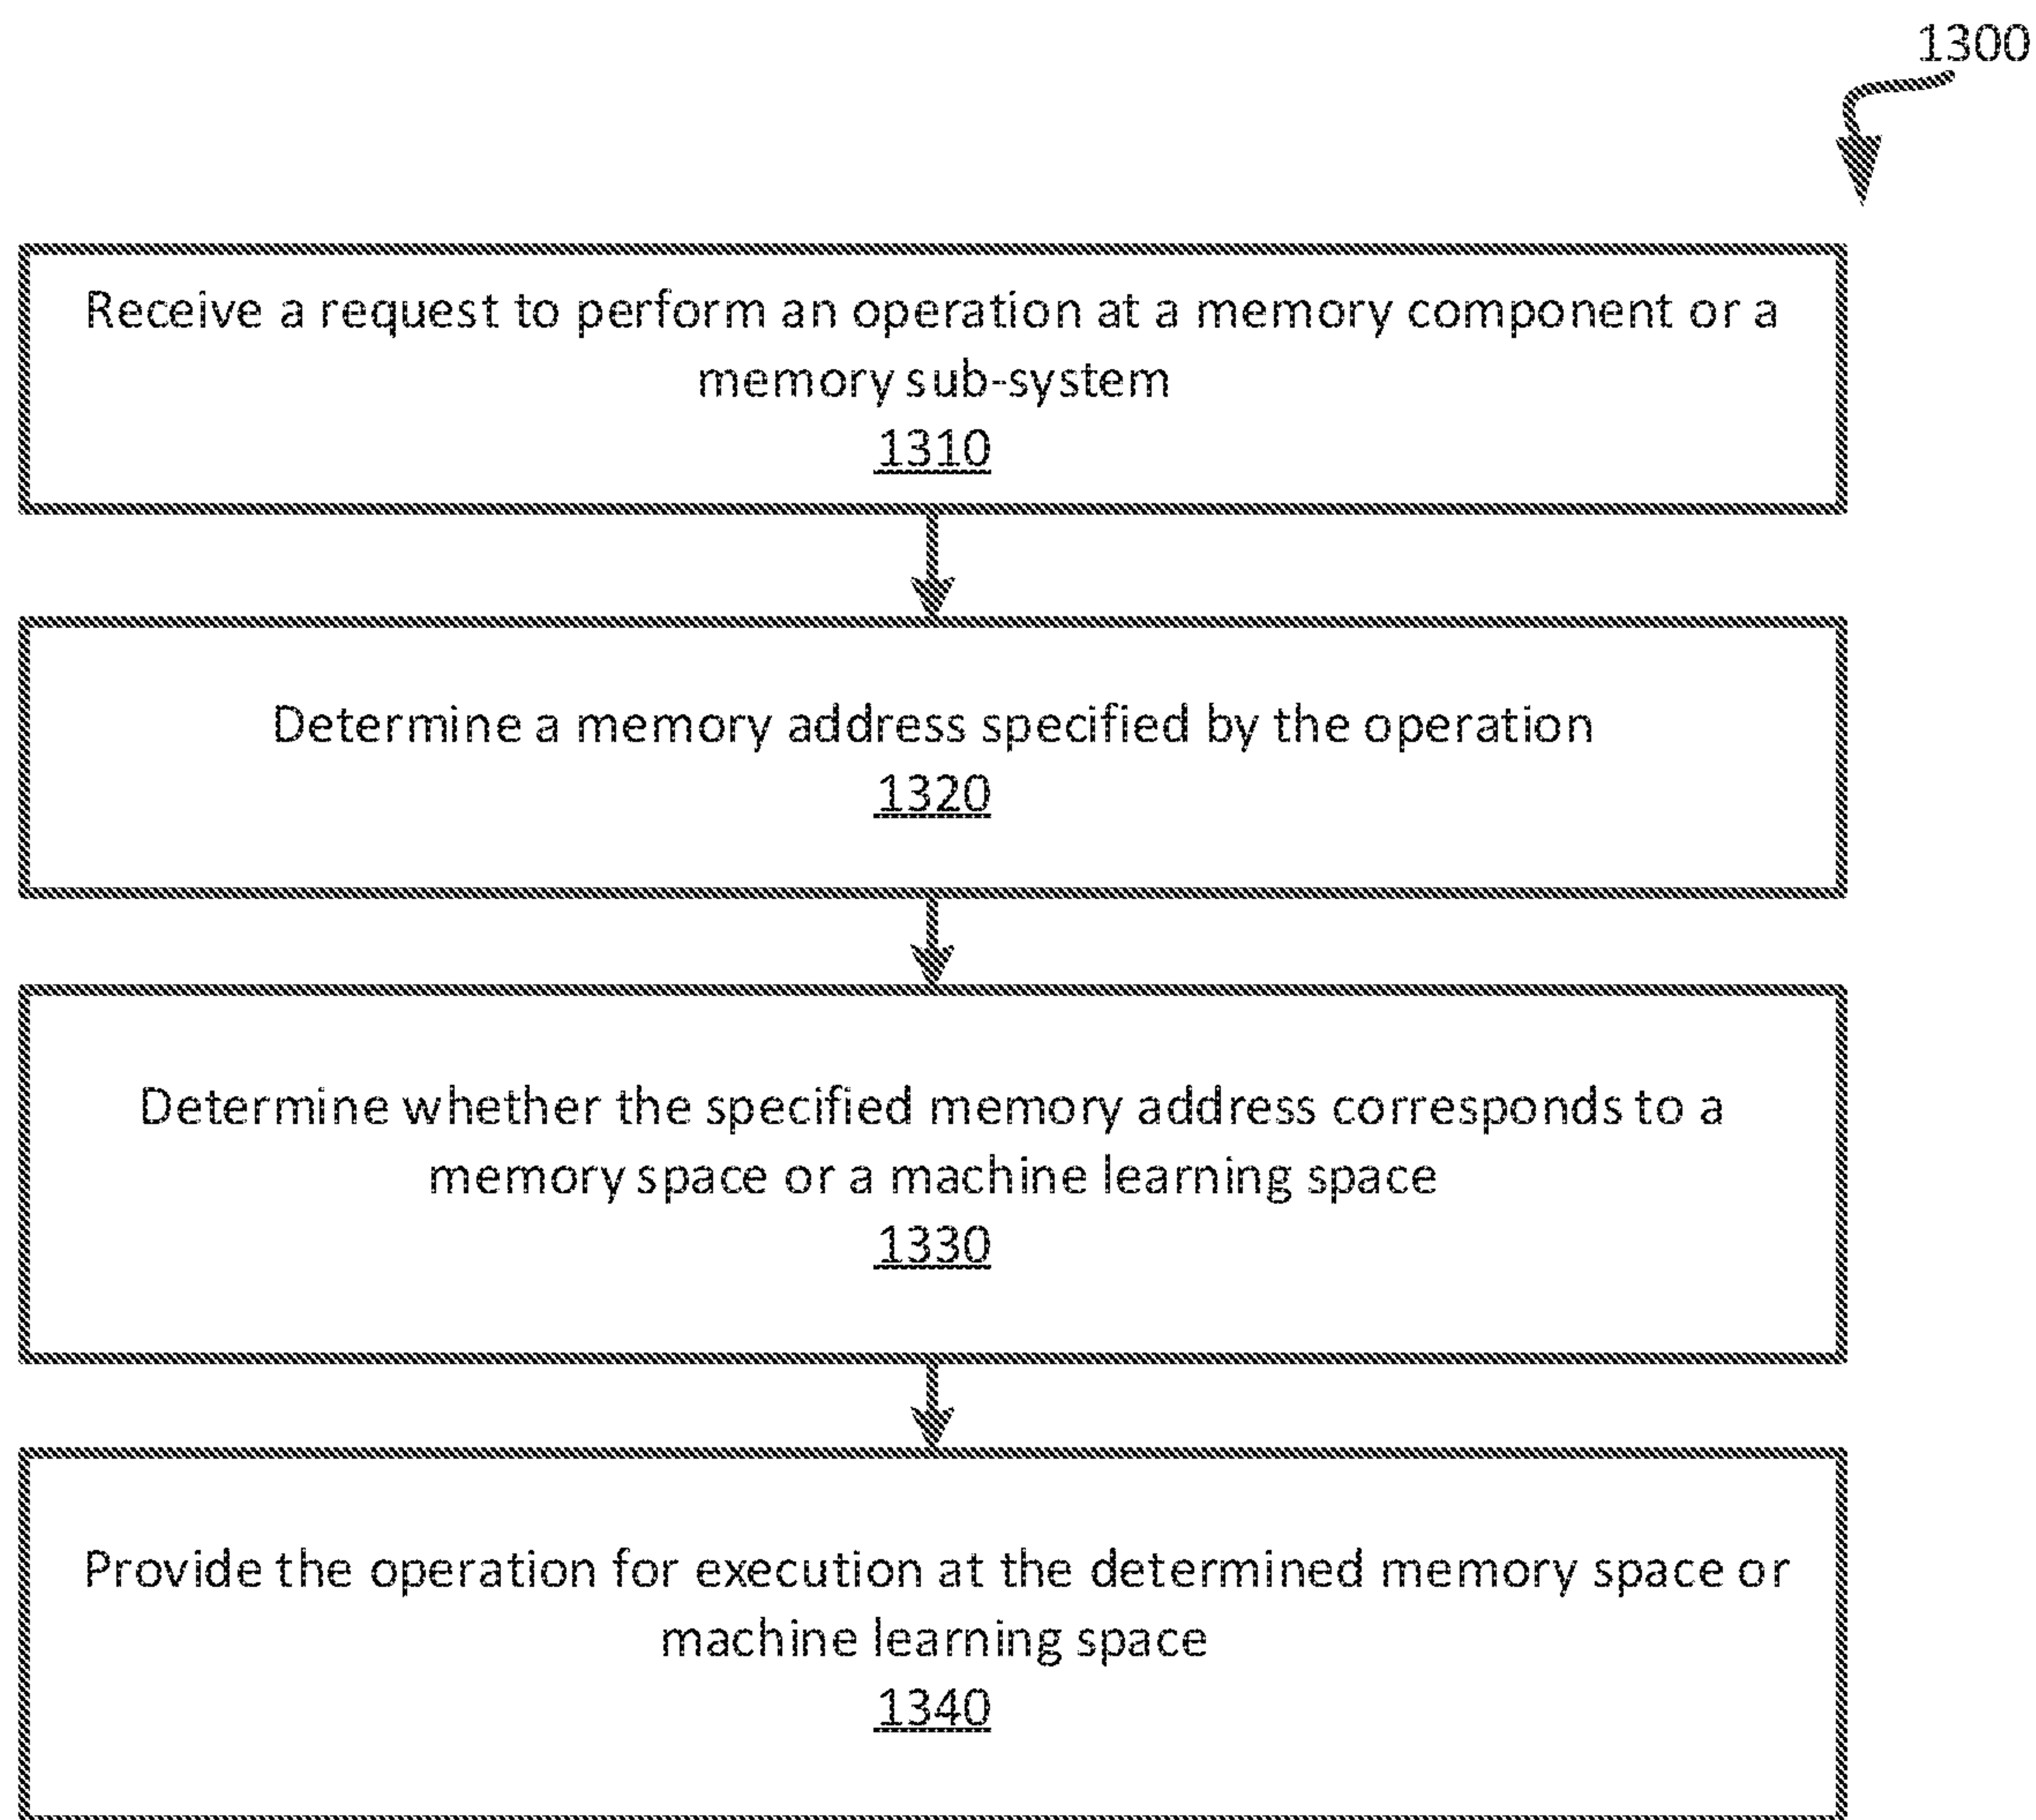 1300
Receive a request to perform an operation at a memory component or a
memory sub-system
1310
Determine a memory address specified by the operation
1320
Determine whether the specified memory address corresponds to a
memory space or a machine learning space
1330
Provide the operation for execution at the determined memory space or
machine learning space
1340